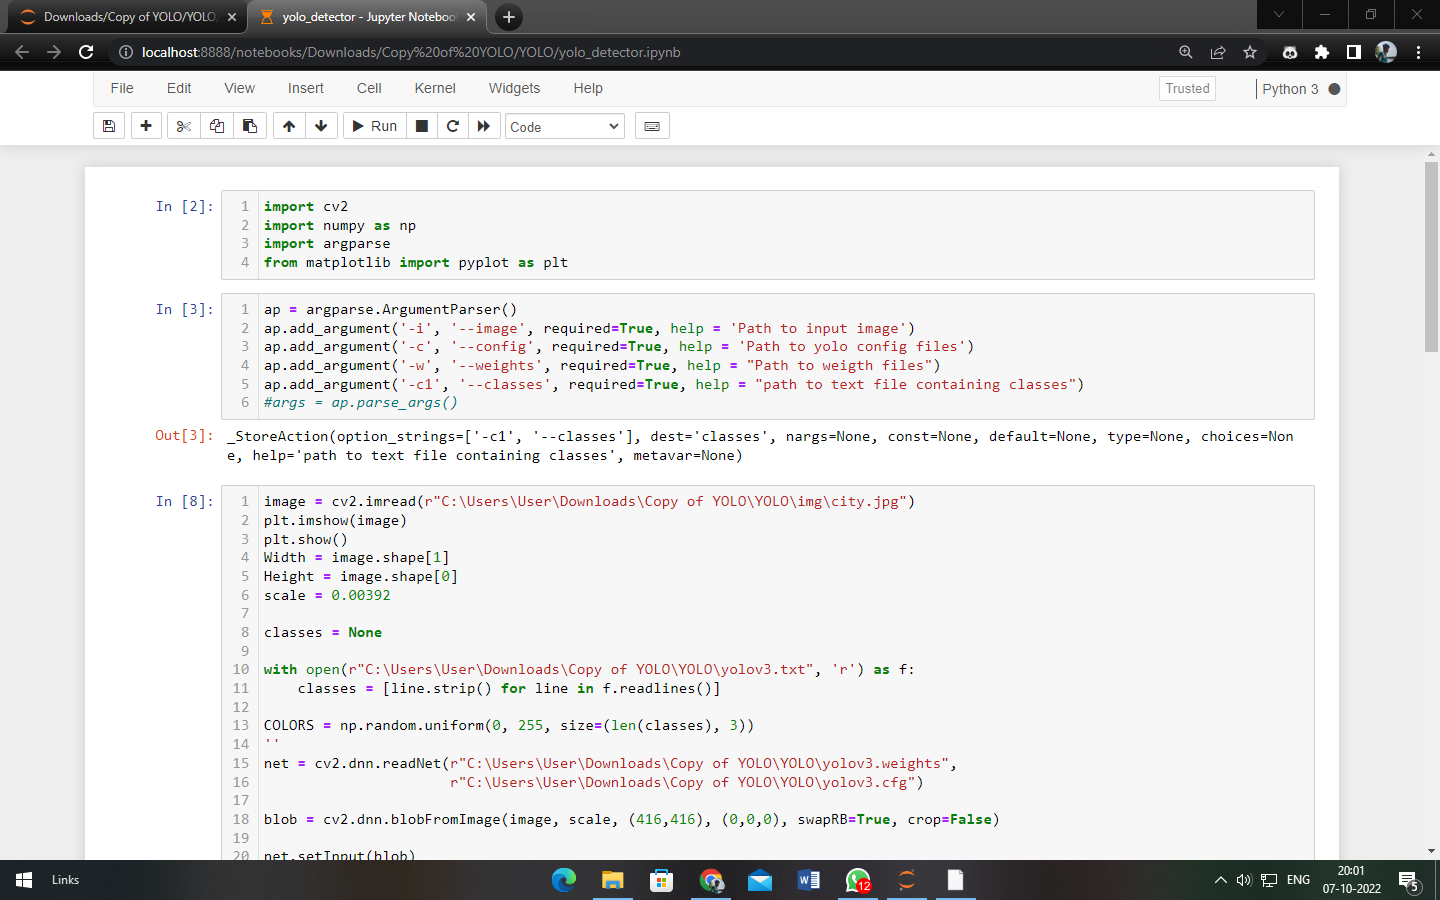 Downloads/Copy of YOLO/YOLO
yolo_detector - Jupyter Noteboo
localhost:8888/notebooks/Downloads/Copy%20of%20YOLO/YOLO/yolo_detector.ipynb
File Edit View Insert Cell Kernel Widgets Help
Trusted
Python 3
Run
Code
In [2]:
1 import cv2
2 import numpy as np
3 import argparse
4 from matplotlib import pyplot as plt
In [3]:
1 ap = argparse.ArgumentParser()
2 ap.add_argument('-i', '--image', required=True, help = 'Path to input image')
3 ap.add_argument('-c', '--config', required=True, help = 'Path to yolo config files')
4 ap.add_argument('-w', '--weights', required=True, help = "Path to weigth files")
5 ap.add_argument('-c1', '--classes', required=True, help = "path to text file containing classes")
6 #args = ap.parse_args()
Out[3]: _StoreAction(option_strings=['-c1', '--classes'], dest='classes', nargs=None, const=None, default=None, type=None, choices=Non
e, help='path to text file containing classes', metavar=None)
In [8]:
1 image = cv2.imread(r"C:\Users\User\Downloads\Copy of YOLO\YOLO\img\city.jpg")
2 plt.imshow(image)
3 plt.show()
4 Width = image.shape[1]
5 Height = image.shape[0]
6 scale = 0.00392
7
8 classes = None
9
10 with open(r"C:\Users\User\Downloads\Copy of YOLO\YOLO\yolov3.txt", 'r') as f:
11 classes = [line.strip() for line in f.readlines()]
12
13 COLORS = np.random.uniform(0, 255, size=(len(classes), 3))
14 ''
15 net = cv2.dnn.readNet(r"C:\Users\User\Downloads\Copy of YOLO\YOLO\yolov3.weights",
16 r"C:\Users\User\Downloads\Copy of YOLO\YOLO\yolov3.cfg")
17
18 blob = cv2.dnn.blobFromImage(image, scale, (416,416), (0,0,0), swapRB=True, crop=False)
19
20 net.setInput(blob)
Links
12
ENG
20:01
07-10-2022
5